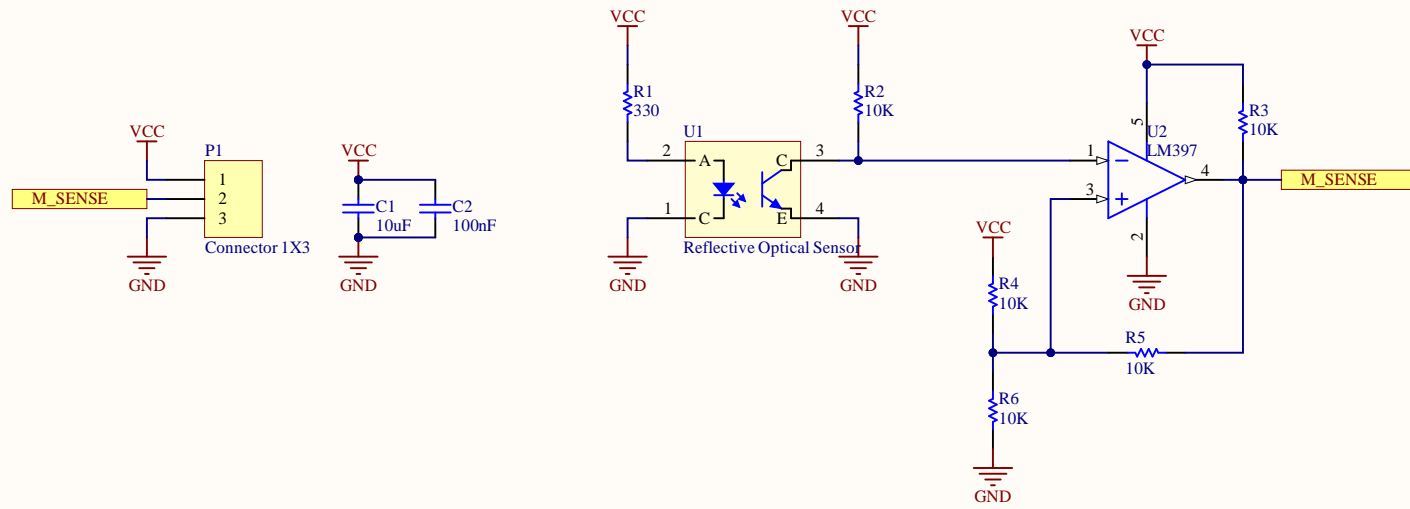 VCC
P1
1
M_SENSE
2
3
Connector 1X3
GND
VCC
C1
10uF
C2
100nF
GND
VCC
R1
330
VCC
R2
10K
U1
2
A
C
3
1
C
E
4
Reflective Optical Sensor
GND
GND
VCC
R3
10K
5
U2
LM397
1
3
4
M_SENSE
2
GND
VCC
R4
10K
R5
10K
R6
10K
GND